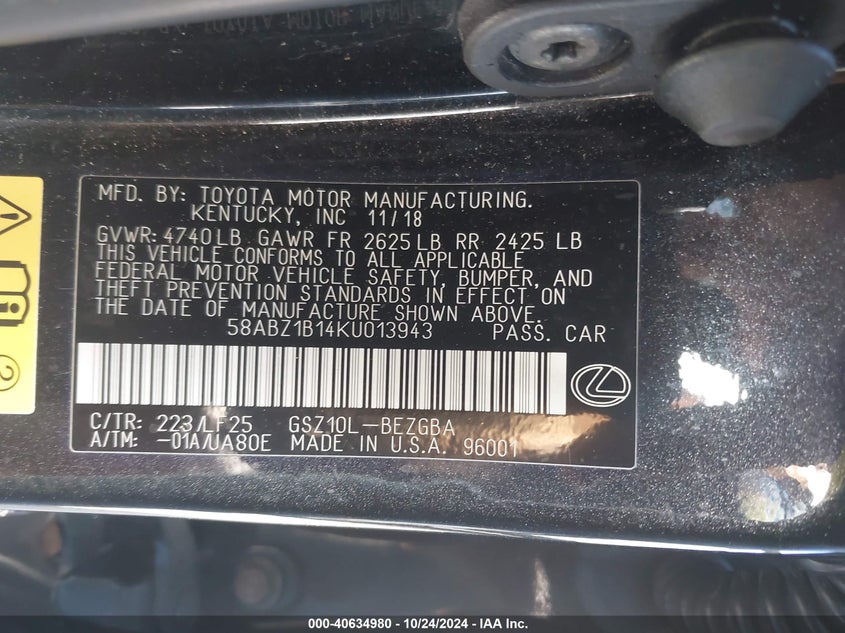 MFD. BY: TOYOTA MOTOR MANUFACTURING.
KENTUCKY, INC 11/18
GVWR: 4740LB GAWR FR 2625LB RR 2425 LB
THIS VEHICLE CONFORMS TO ALL APPLICABLE
FEDERAL MOTOR VEHICLE SAFETY, BUMPER, AND
THEFT PREVENTION STANDARDS IN EFFECT ON
THE DATE OF MANUFACTURE SHOWN ABOVE.
58ABZ1B14KU013943 PASS. CAR
C/TR: 223/LF25 GSZ10L-BEZGBA
A/TM: -01A/UA80E MADE IN U.S.A. 96001
2
000-40634980 - 10/24/2024 - IAA Inc.